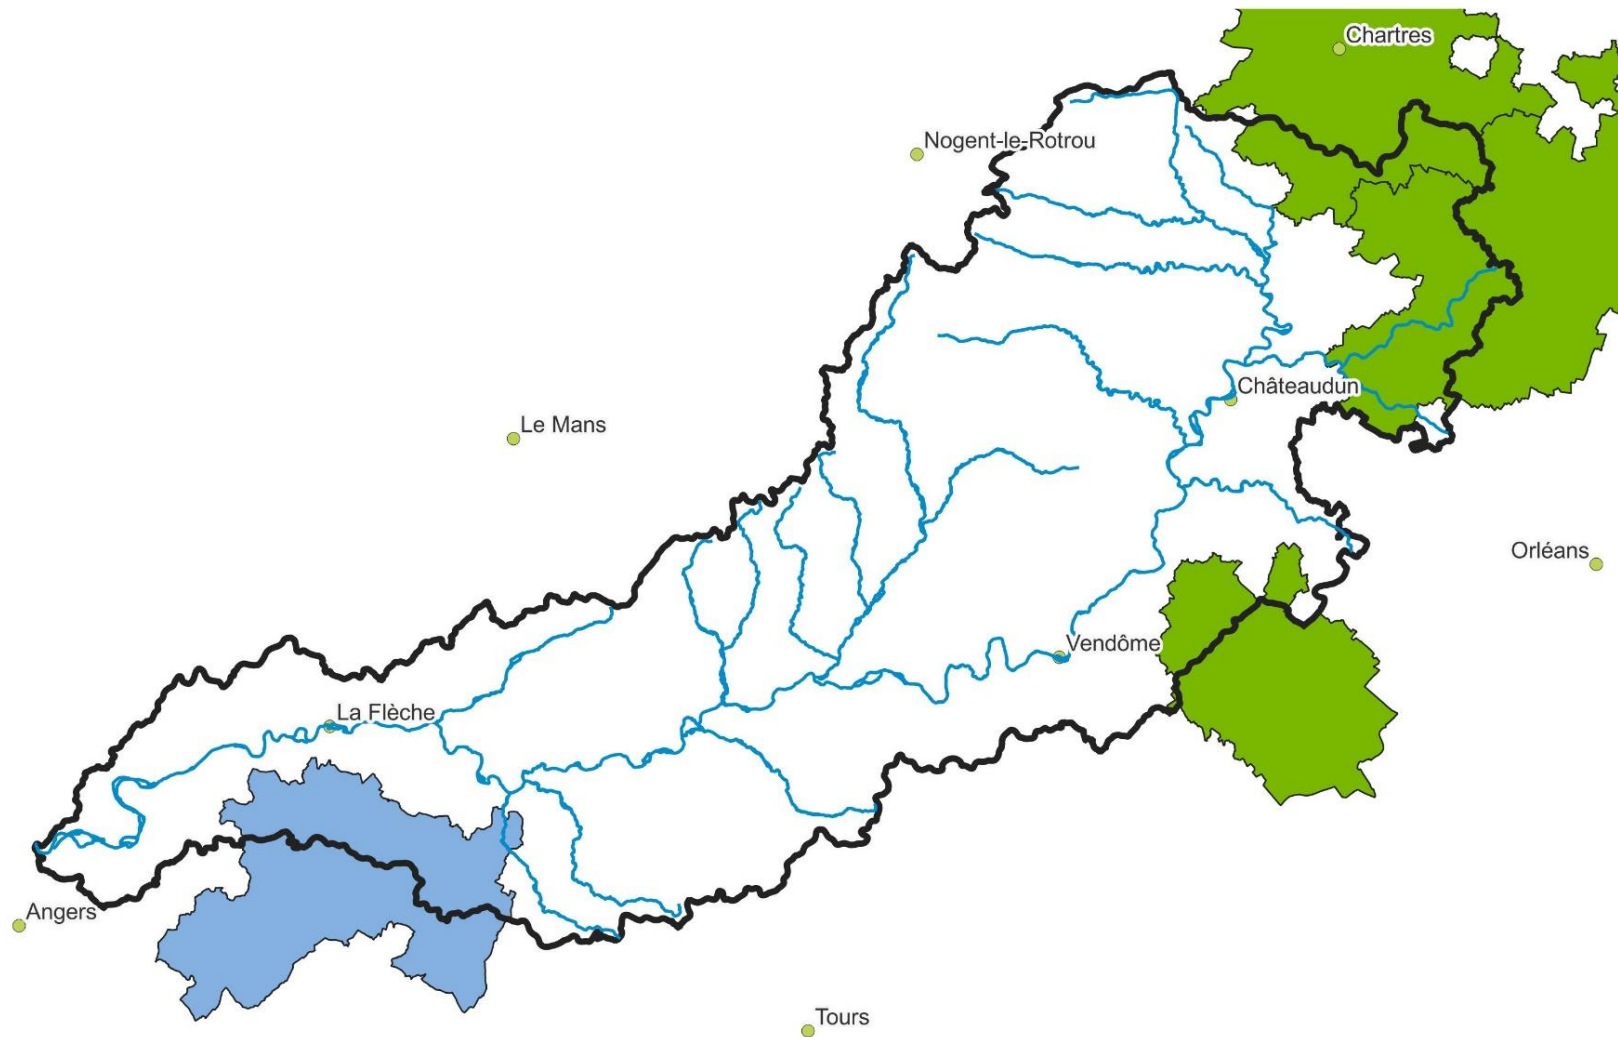 Chartres
Nogent-le-Rotrou
Châteaudun
Le Mans
Orléans
Vendôme
La Flèche
Angers
Tours